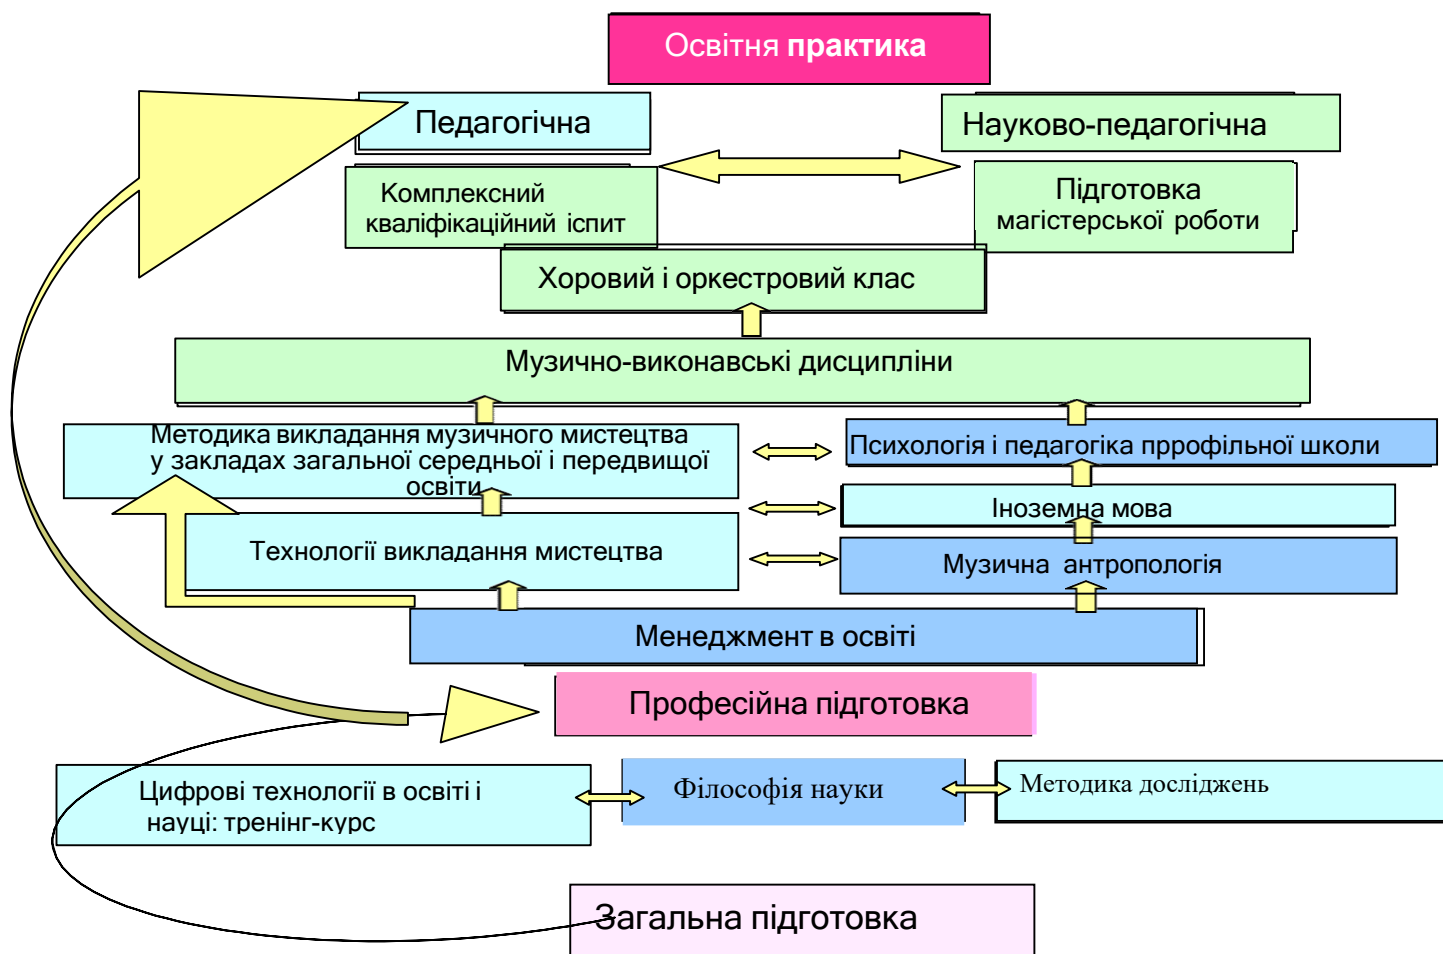 Освітня практика
Педагогічна
Науково-педагогічна
Комплексний
кваліфікаційний іспит
Підготовка
магістерської роботи
Хоровий і оркестровий клас
Музично-виконавські дисципліни
Методика викладання музичного мистецтва
у закладах загальної середньої і передвищої
освіти
Психологія і педагогіка пррофільної школи
Іноземна мова
Технології викладання мистецтва
Музична антропологія
Менеджмент в освіті
Професійна підготовка
Цифрові технології в освіті і
науці: тренінг-курс
Філософія науки
Методика досліджень
Загальна підготовка